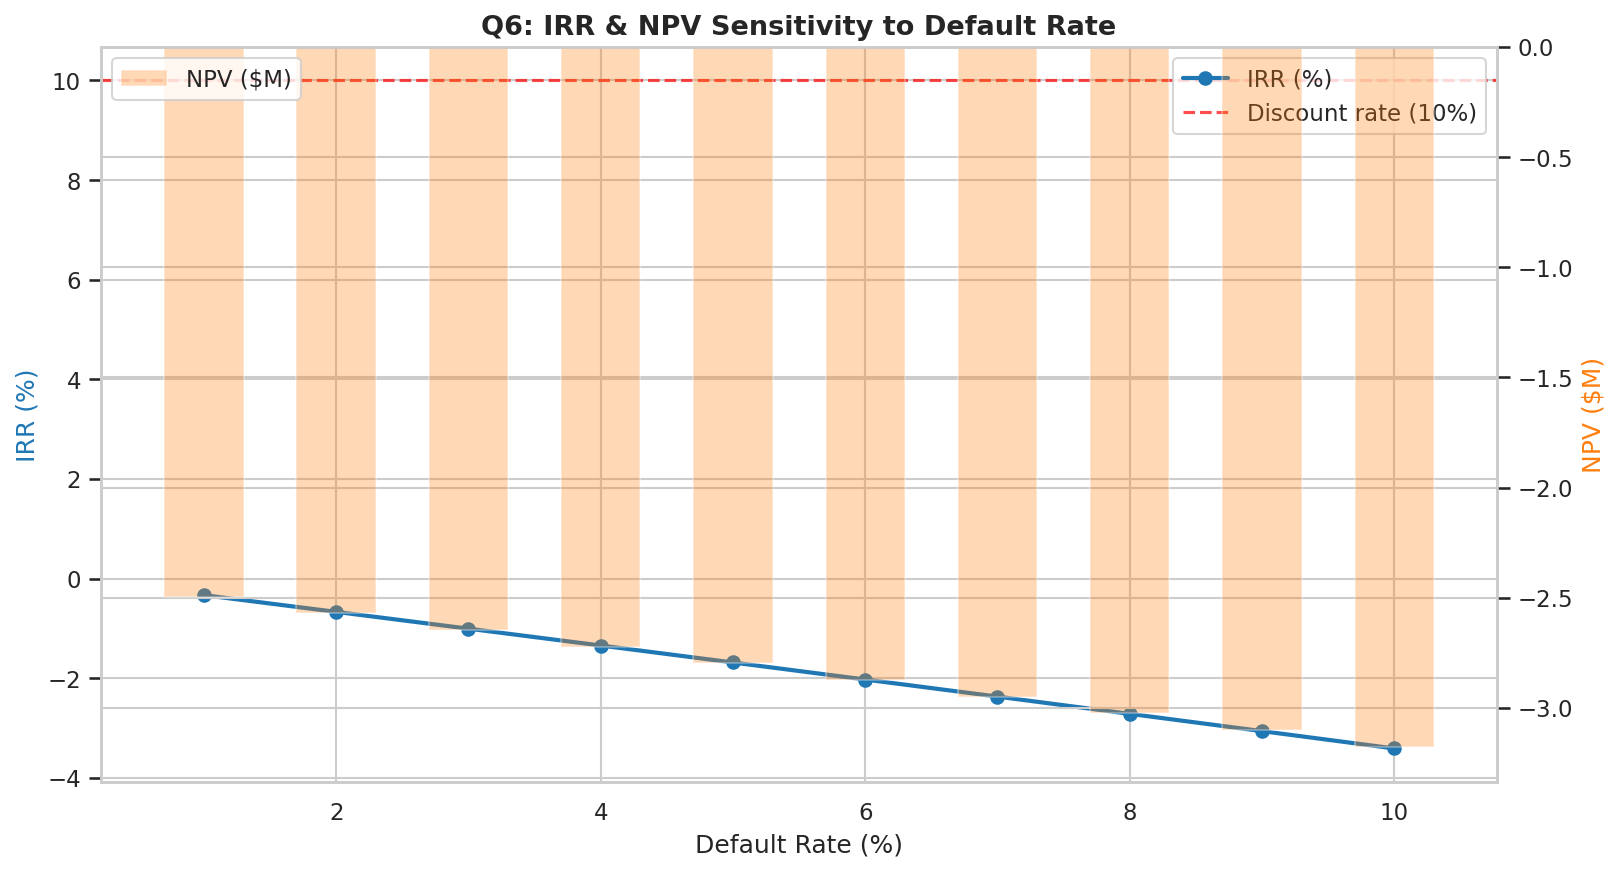 Q6: IRR & NPV Sensitivity to Default Rate
NPV ($M)
IRR (%)
Discount rate (10%)
10
8
6
4
2
0
−2
−4
IRR (%)
0.0
−0.5
−1.0
−1.5
−2.0
−2.5
−3.0
NPV ($M)
2
4
6
8
10
Default Rate (%)